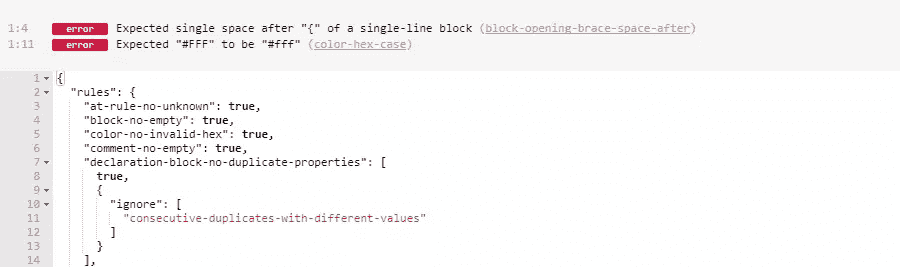 1:4 error Expected single space after "{" of a single-line block (block-opening-brace-space-after)
1:11 error Expected "#FFF" to be "#fff" (color-hex-case)
1 {
2 "rules": {
3 "at-rule-no-unknown": true,
4 "block-no-empty": true,
5 "color-no-invalid-hex": true,
6 "comment-no-empty": true,
7 "declaration-block-no-duplicate-properties": [
8 true,
9 {
10 "ignore": [
11 "consecutive-duplicates-with-different-values"
12 ]
13 }
14 ],